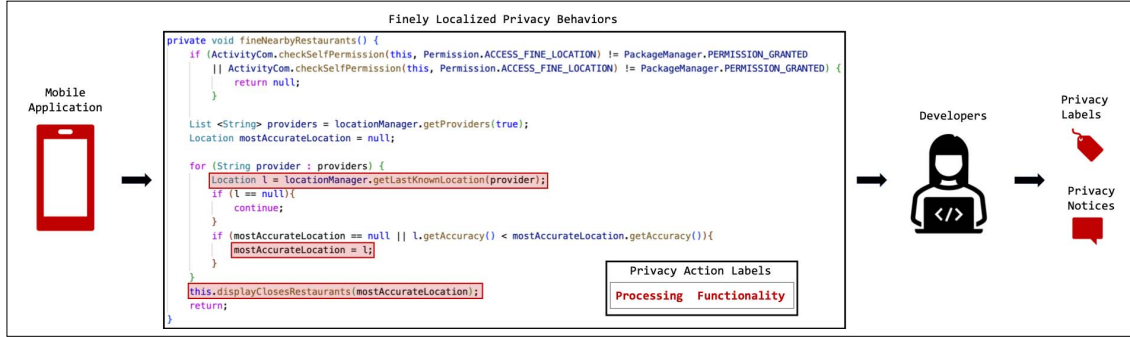 Finely Localized Privacy Behaviors
Mobile
Application
private void fineNearbyRestaurants() {
if (ActivityCom.checkSelfPermission(this, Permission.ACCESS_FINE_LOCATION) != PackageManager.PERMISSION_GRANTED
|| ActivityCom.checkSelfPermission(this, Permission.ACCESS_FINE_LOCATION) != PackageManager.PERMISSION_GRANTED) {
return null;
}
List <String> providers = locationManager.getProviders(true);
Location mostAccurateLocation = null;
for (String provider : providers) {
Location l = locationManager.getLastKnownLocation(provider);
if (l == null){
continue;
}
if (mostAccurateLocation == null || l.getAccuracy() < mostAccurateLocation.getAccuracy()){
mostAccurateLocation = l;
}
}
this.displayClosesRestaurants(mostAccurateLocation);
return;
}
Privacy Action Labels
Processing Functionality
Developers
</>
Privacy
Labels
Privacy
Notices